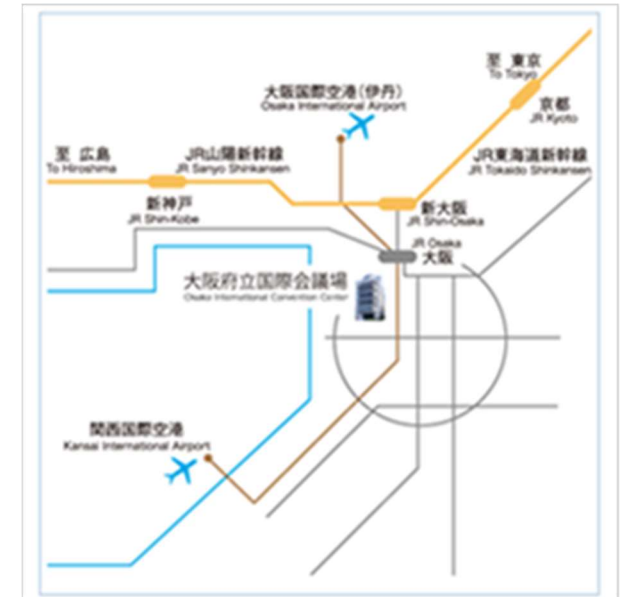 至 東京
To Tokyo
大阪国際空港(伊丹)
Osaka International Airport
京都
JR Kyoto
至 広島
To Hiroshima
JR山陽新幹線
JR Sanyo Shinkansen
JR東海道新幹線
JR Tokaido Shinkansen
新神戸
JR Shin-Kobe
新大阪
JR Shin-Osaka
JR Osaka
大阪
大阪府立国際会議場
Osaka International Convention Center
関西国際空港
Kansai International Airport